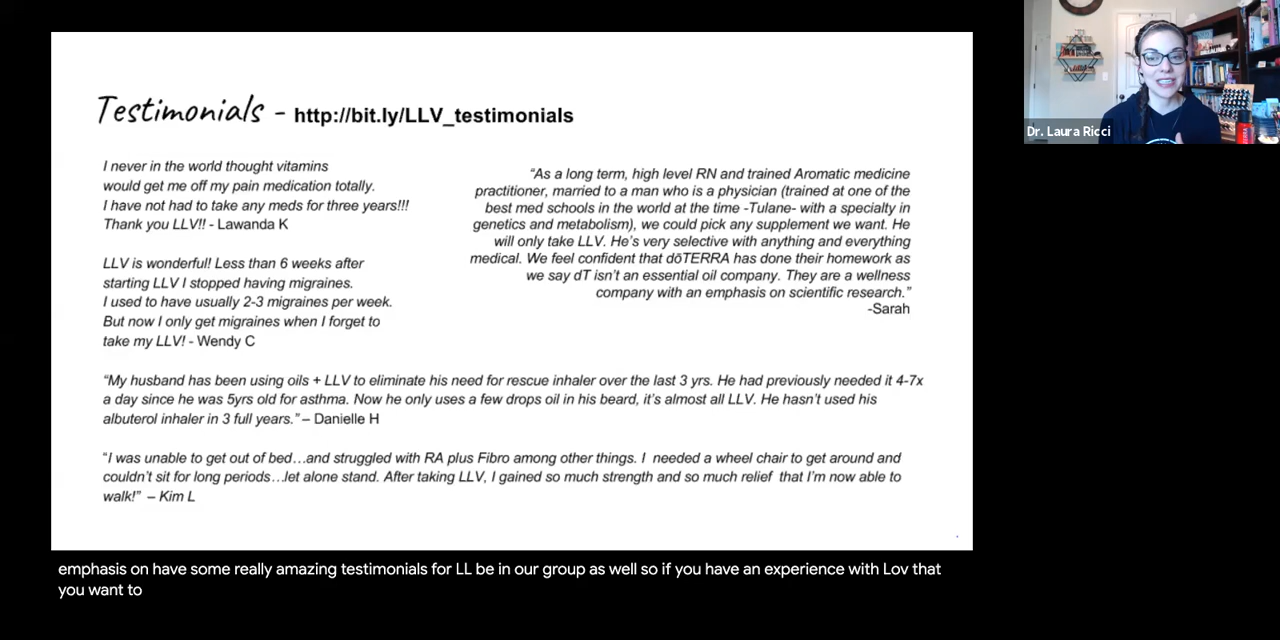 Testimonials - http://bit.ly/LLV_testimonials
I never in the world thought vitamins
would get me off my pain medication totally.
I have not had to take any meds for three years!!!
Thank you LLV!! - Lawanda K
LLV is wonderful! Less than 6 weeks after
starting LLV I stopped having migraines.
I used to have usually 2-3 migraines per week.
But now I only get migraines when I forget to
take my LLV! - Wendy C
“As a long term, high level RN and trained Aromatic medicine
practitioner, married to a man who is a physician (trained at one of the
best med schools in the world at the time -Tulane- with a specialty in
genetics and metabolism), we could pick any supplement we want. He
will only take LLV. He’s very selective with anything and everything
medical. We feel confident that dōTERRA has done their homework as
we say dT isn’t an essential oil company. They are a wellness
company with an emphasis on scientific research.”
-Sarah
“My husband has been using oils + LLV to eliminate his need for rescue inhaler over the last 3 yrs. He had previously needed it 4-7x
a day since he was 5yrs old for asthma. Now he only uses a few drops oil in his beard, it’s almost all LLV. He hasn’t used his
albuterol inhaler in 3 full years.” – Danielle H
“I was unable to get out of bed…and struggled with RA plus Fibro among other things. I needed a wheel chair to get around and
couldn’t sit for long periods…let alone stand. After taking LLV, I gained so much strength and so much relief that I’m now able to
walk!” – Kim L
Dr. Laura Ricci
emphasis on have some really amazing testimonials for LL be in our group as well so if you have an experience with Lov that
you want to